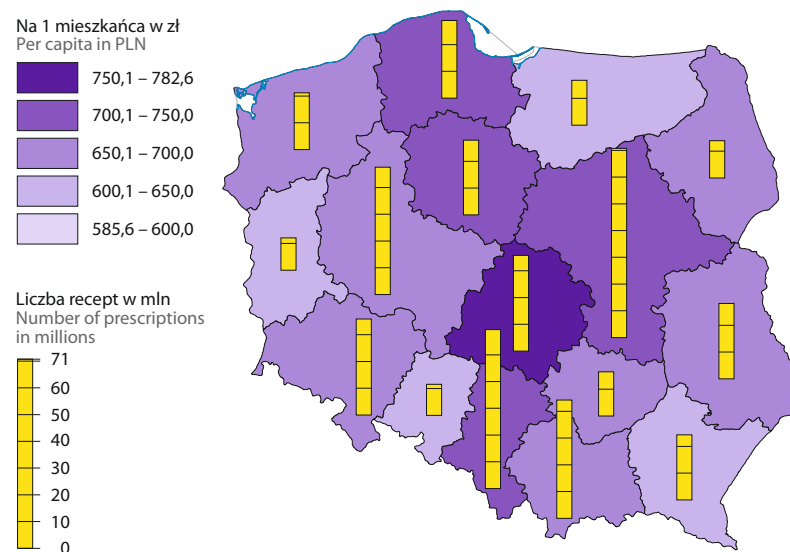 Na 1 mieszkańca w zł
Per capita in PLN
750,1 – 782,6
700,1 – 750,0
650,1 – 700,0
600,1 – 650,0
585,6 – 600,0
Liczba recept w mln
Number of prescriptions
in millions
71
60
50
40
30
20
10
0